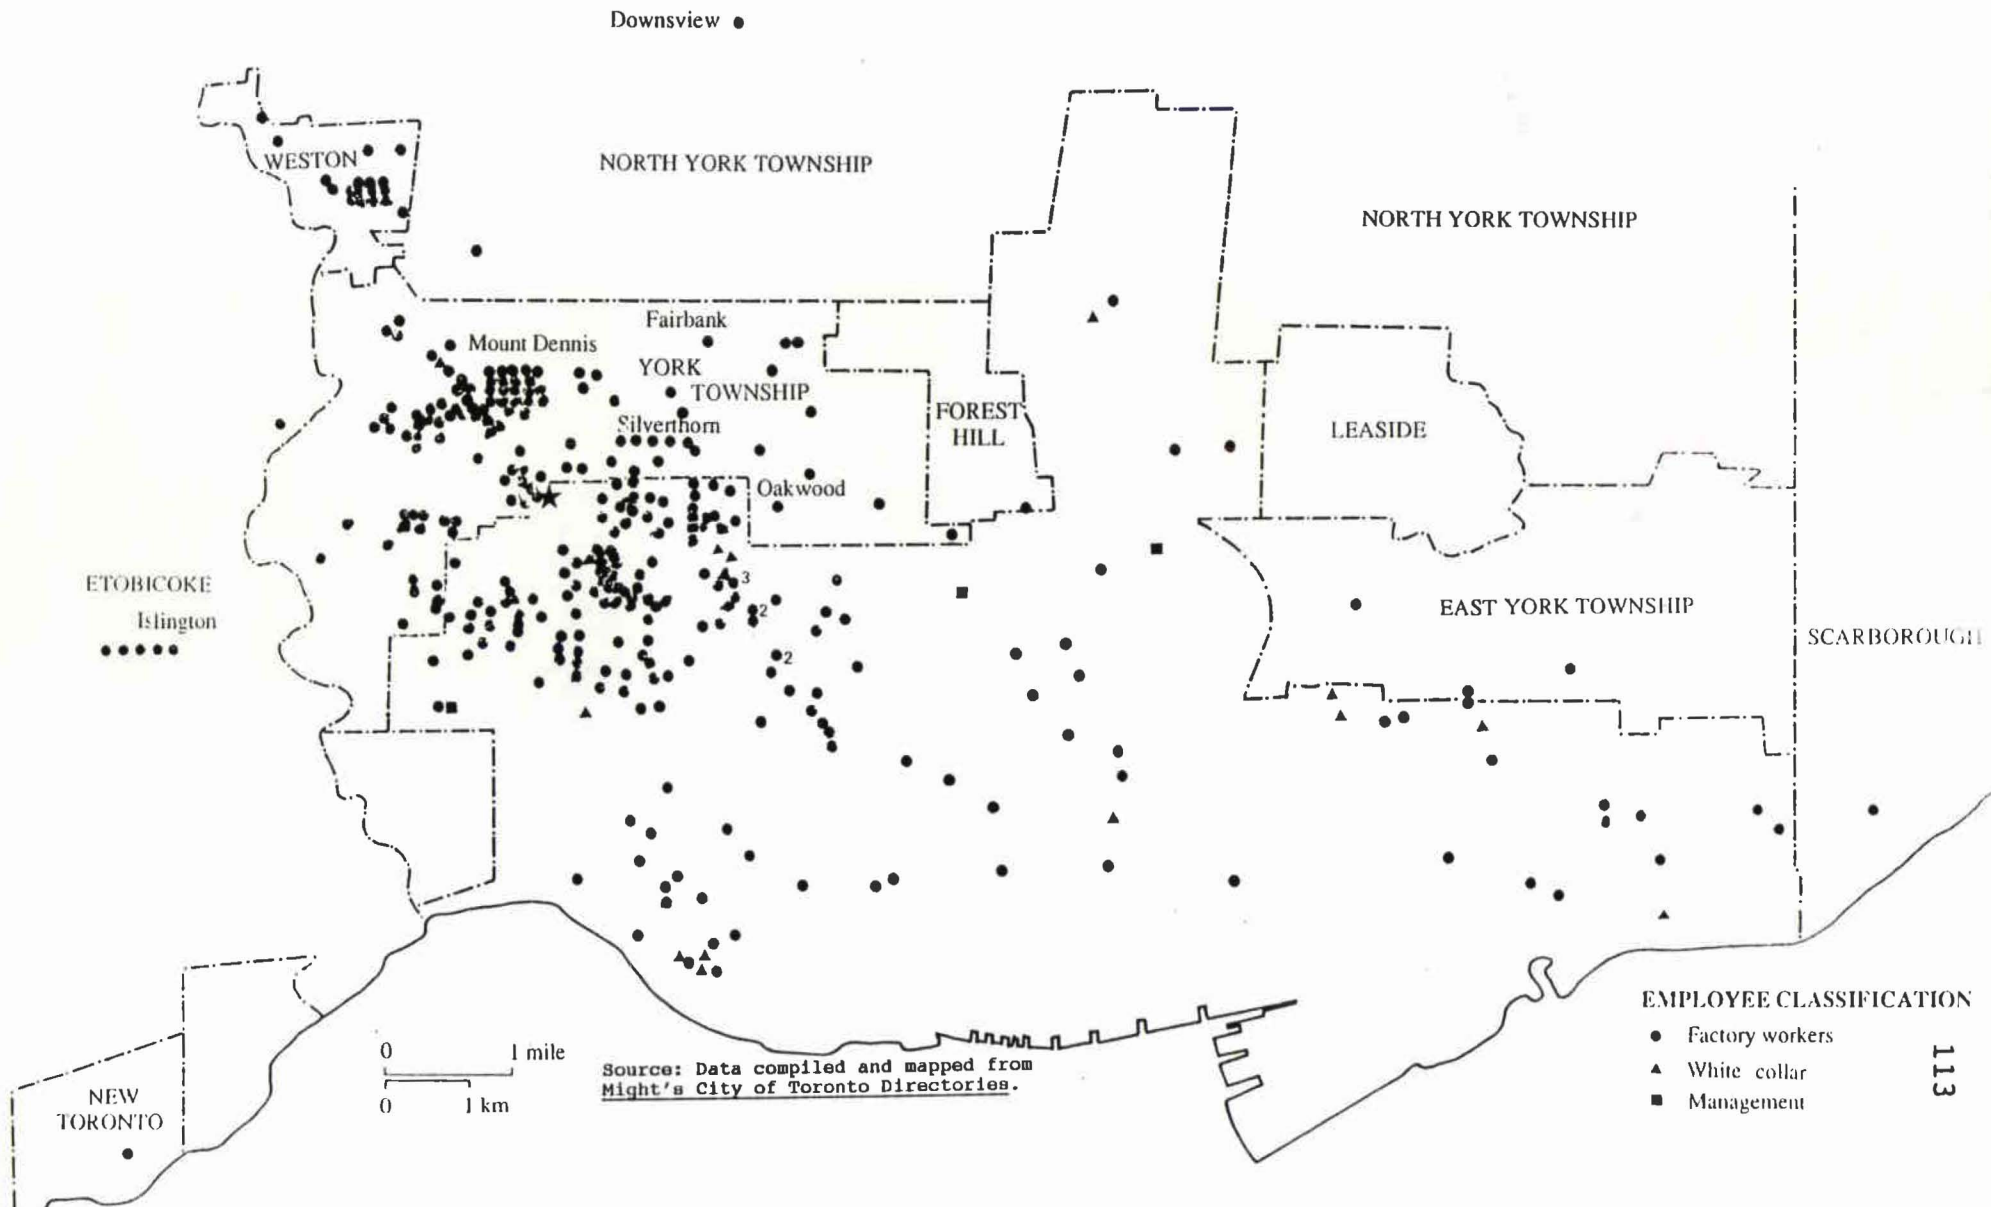 Downsview
WESTON
NORTH YORK TOWNSHIP
NORTH YORK TOWNSHIP
Fairbank
Mount Dennis
YORK
TOWNSHIP
Silverthorn
FOREST
HILL
LEASIDE
Oakwood
ETOBICOKE
Islington
3
2
2
EAST YORK TOWNSHIP
SCARBOROUGH
NEW
TORONTO
0 1 mile
0 1 km
Source: Data compiled and mapped from
Might's City of Toronto Directories.
EMPLOYEE CLASSIFICATION
Factory workers
White collar
Management
113